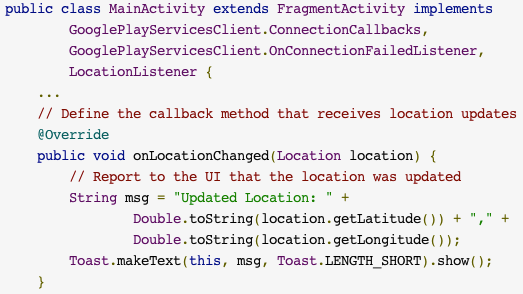 public class MainActivity extends FragmentActivity implements
        GooglePlayServicesClient.ConnectionCallbacks,
        GooglePlayServicesClient.OnConnectionFailedListener,
        LocationListener {
    ...
    // Define the callback method that receives location updates
    @Override
    public void onLocationChanged(Location location) {
        // Report to the UI that the location was updated
        String msg = "Updated Location: " +
                Double.toString(location.getLatitude()) + "," +
                Double.toString(location.getLongitude());
        Toast.makeText(this, msg, Toast.LENGTH_SHORT).show();
    }